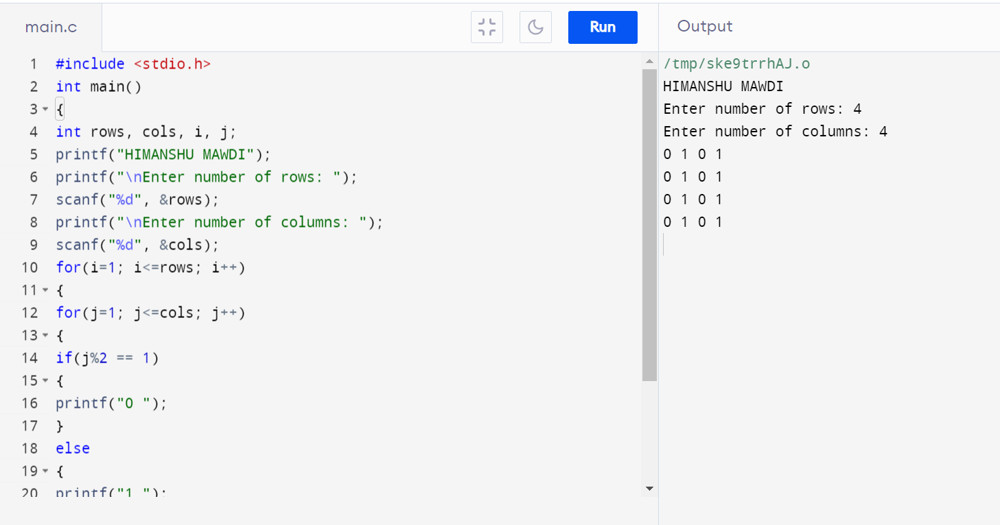 main.c
Run
Output
1 #include <stdio.h>
2 int main()
3 {
4 int rows, cols, i, j;
5 printf("HIMANSHU MAWDI");
6 printf("\nEnter number of rows: ");
7 scanf("%d", &rows);
8 printf("\nEnter number of columns: ");
9 scanf("%d", &cols);
10 for(i=1; i<=rows; i++)
11 {
12 for(j=1; j<=cols; j++)
13 {
14 if(j%2 == 1)
15 {
16 printf("0 ");
17 }
18 else
19 {
20 printf("1 ");
/tmp/ske9trrhAJ.o
HIMANSHU MAWDI
Enter number of rows: 4
Enter number of columns: 4
0 1 0 1
0 1 0 1
0 1 0 1
0 1 0 1